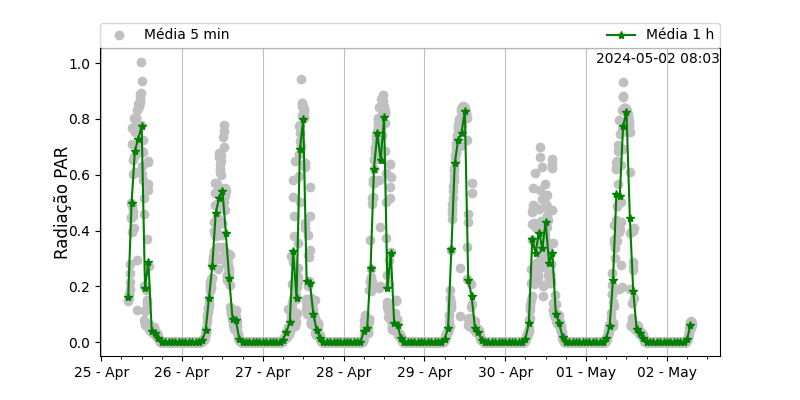 Média 5 min
Média 1 h
2024-05-02 08:03
Radiação PAR
1.0
0.8
0.6
0.4
0.2
0.0
25 - Apr
26 - Apr
27 - Apr
28 - Apr
29 - Apr
30 - Apr
01 - May
02 - May